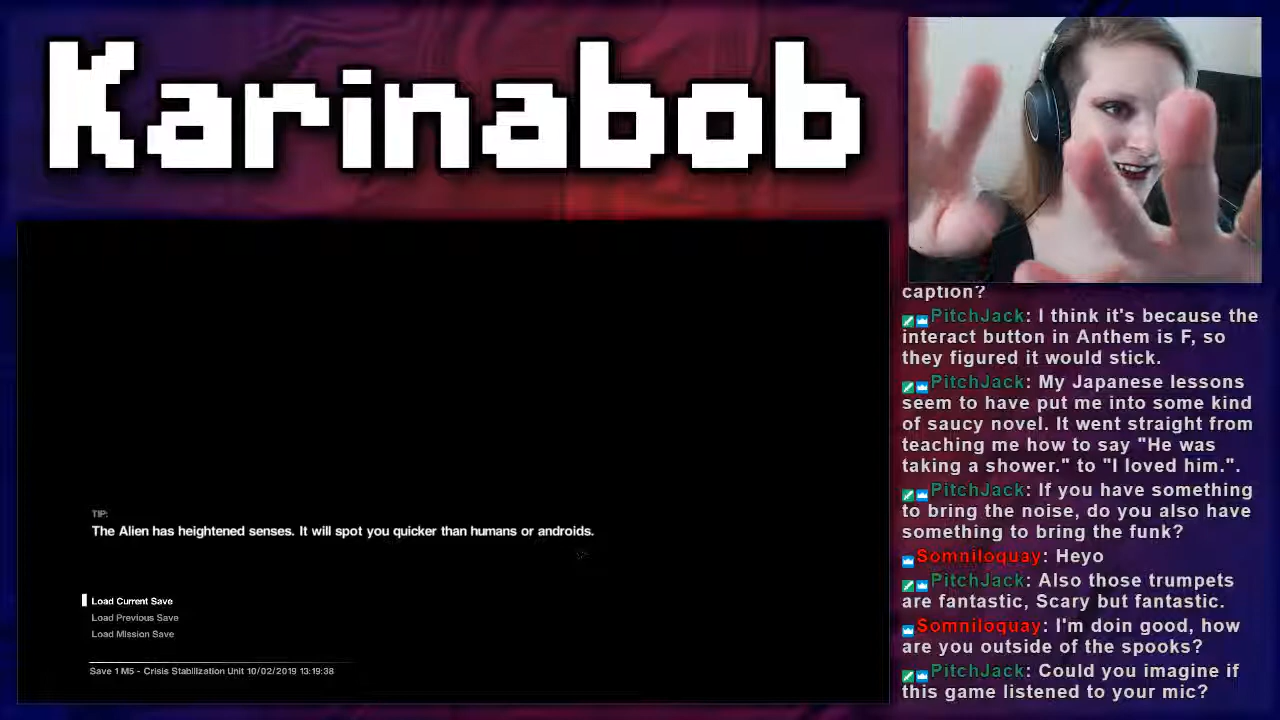 Karinabob
caption?
PitchJack: I think it's because the
interact button in Anthem is F, so
they figured it would stick.
PitchJack: My Japanese lessons
seem to have put me into some kind
of saucy novel. It went straight from
teaching me how to say "He was
taking a shower." to "I loved him.".
PitchJack: If you have something
to bring the noise, do you also have
something to bring the funk?
Somniloquay: Heyo
PitchJack: Also those trumpets
are fantastic, Scary but fantastic.
Somniloquay: I'm doin good, how
are you outside of the spooks?
PitchJack: Could you imagine if
this game listened to your mic?
TIP:
The Alien has heightened senses. It will spot you quicker than humans or androids.
Load Current Save
Load Previous Save
Load Mission Save
Save 1 M5 - Crisis Stabilization Unit 10/02/2019 13:19:38